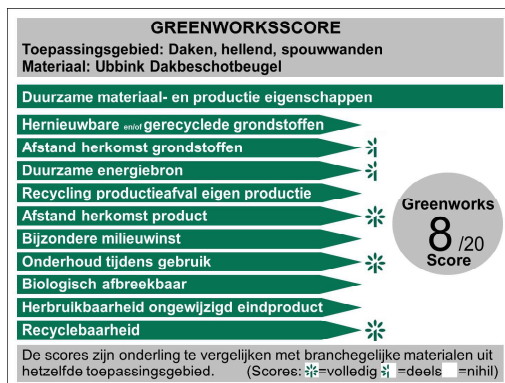 GREENWORKSSCORE
Toepassingsgebied: Daken, hellend, spouwwanden
Materiaal: Ubbink Dakbeschotbeugel
Duurzame materiaal- en productie eigenschappen
Hernieuwbare en/of gerecyclede grondstoffen
Afstand herkomst grondstoffen
Duurzame energiebron
Recycling productieafval eigen productie
Afstand herkomst product
Bijzondere milieuwinst
Onderhoud tijdens gebruik
Biologisch afbreekbaar
Herbruikbaarheid ongewijzigd eindproduct
Recyclebaarheid
Greenworks
8 /20
Score
De scores zijn onderling te vergelijken met branchegelijke materialen uit
hetzelfde toepassingsgebied. (Scores: =volledig =deels =nihil)